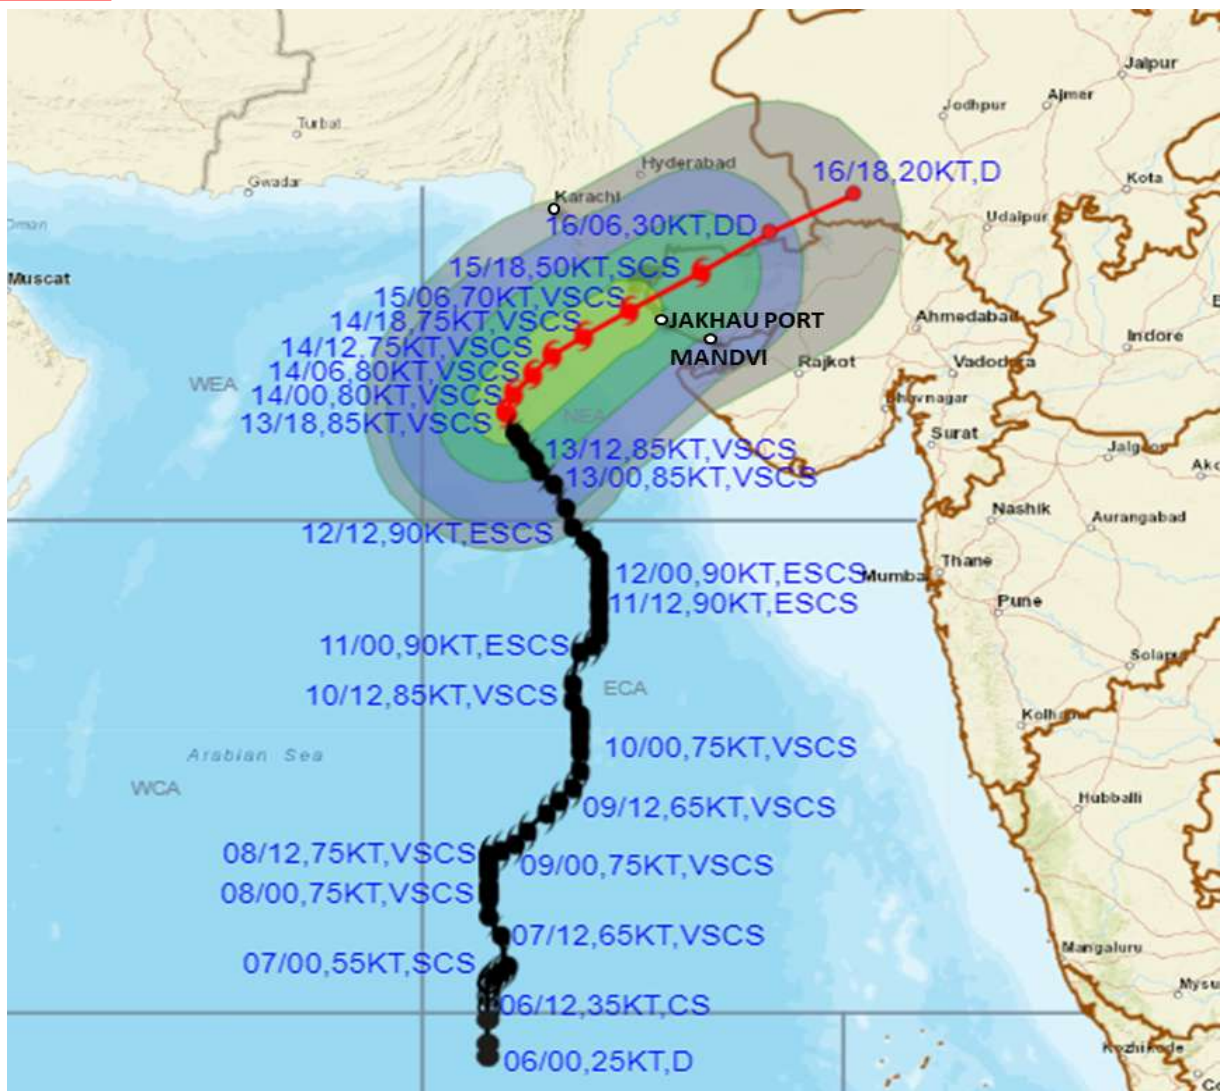 Jaipur
Ajmer
Jodhpur
Turbat
Hyderabad
16/18,20KT,D
Kota
Gwadar
Karachi
Udaipur
16/06,30KT,DD
Oman
Muscat
15/18,50KT,SCS
15/06,70KT,VSCS
14/18,75KT,VSCS
JAKHAU PORT
Ahmedabad
Indore
14/12,75KT,VSCS
MANDVI
Rajkot
Vadodara
14/06,80KT,VSCS
WEA
14/00,80KT,VSCS
Bhavnagar
NEA
13/18,85KT,VSCS
Surat
13/12,85KT,VSCS
Jalgaon
13/00,85KT,VSCS
Ako
Nashik
Aurangabad
12/12,90KT,ESCS
Thane
12/00,90KT,ESCS
Mumbai
11/12,90KT,ESCS
Pune
11/00,90KT,ESCS
Solapur
ECA
10/12,85KT,VSCS
Kolhapur
10/00,75KT,VSCS
Arabian Sea
WCA
Hubballi
09/12,65KT,VSCS
08/12,75KT,VSCS
09/00,75KT,VSCS
08/00,75KT,VSCS
07/12,65KT,VSCS
Mangaluru
07/00,55KT,SCS
Mysu
06/12,35KT,CS
Kozhikode
06/00,25KT,D